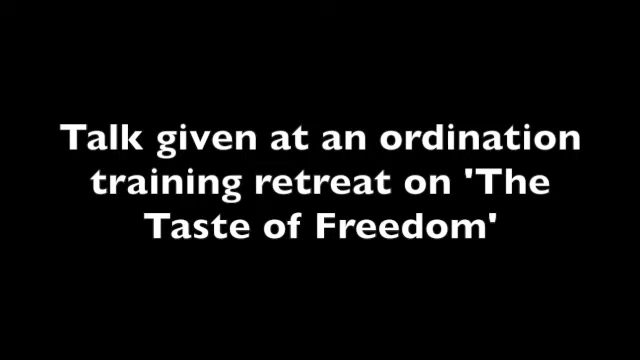 Talk given at an ordination
training retreat on 'The
Taste of Freedom'